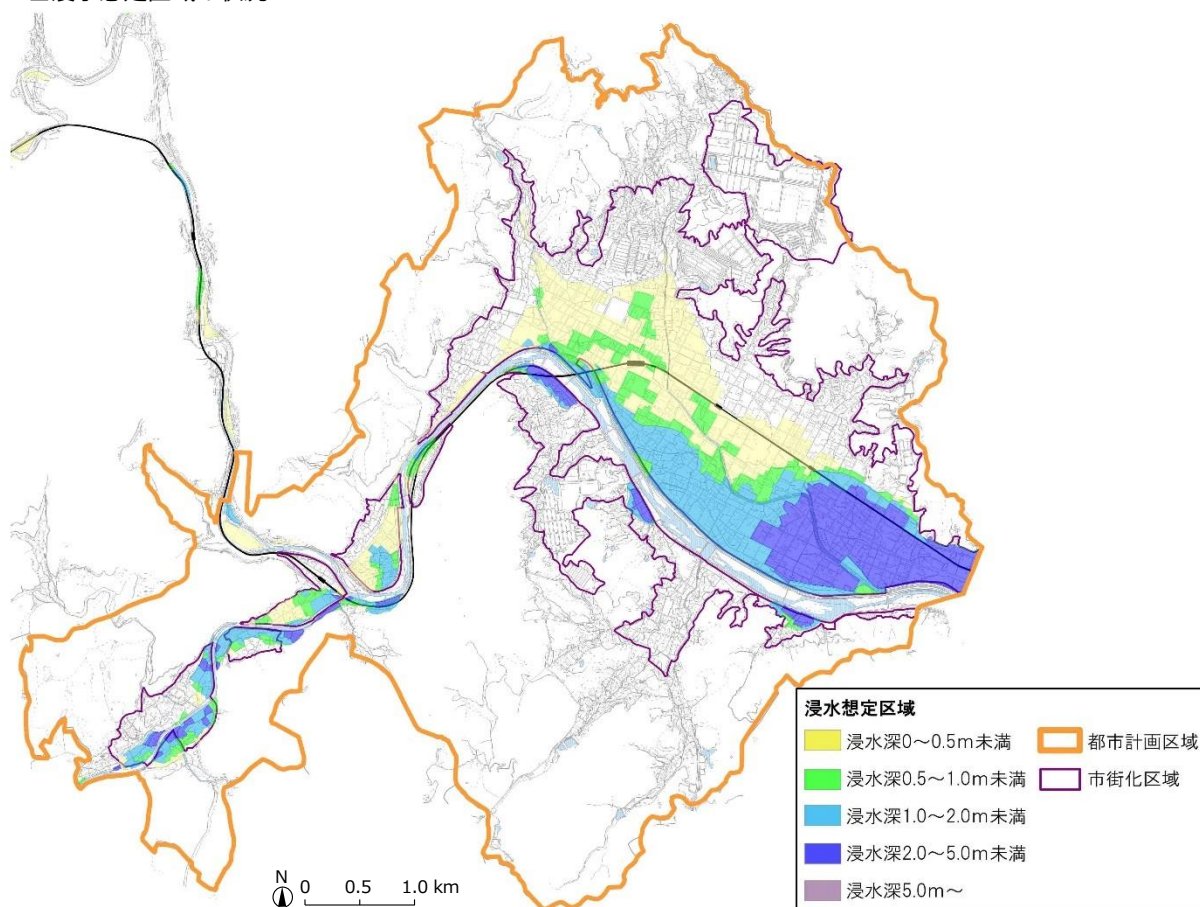 浸水想定区域
浸水深0～0.5m未満
浸水深0.5～1.0m未満
浸水深1.0～2.0m未満
浸水深2.0～5.0m未満
浸水深5.0m～
都市計画区域
市街化区域
N
0 0.5 1.0 km